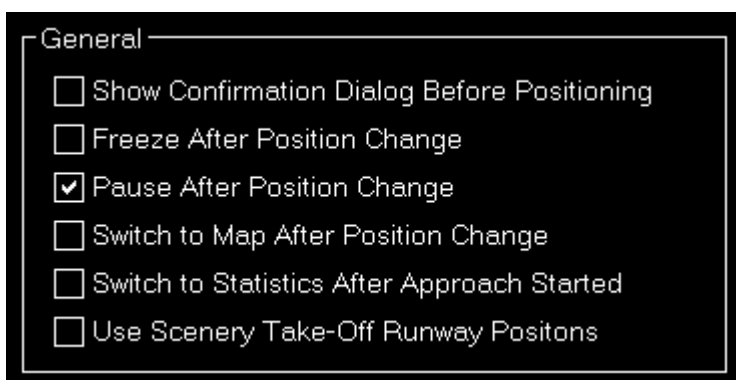 General
Show Confirmation Dialog Before Positioning
Freeze After Position Change
Pause After Position Change
Switch to Map After Position Change
Switch to Statistics After Approach Started
Use Scenery Take-Off Runway Positons